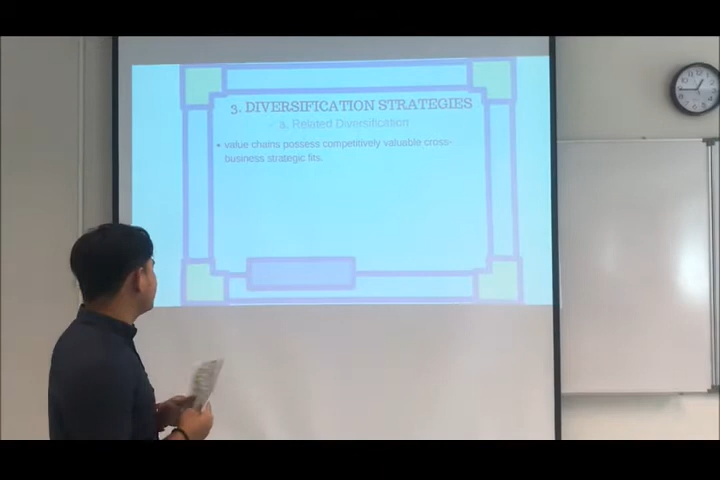 3. DIVERSIFICATION STRATEGIES
a. Related Diversification
• value chains possess competitively valuable cross-
business strategic fits.